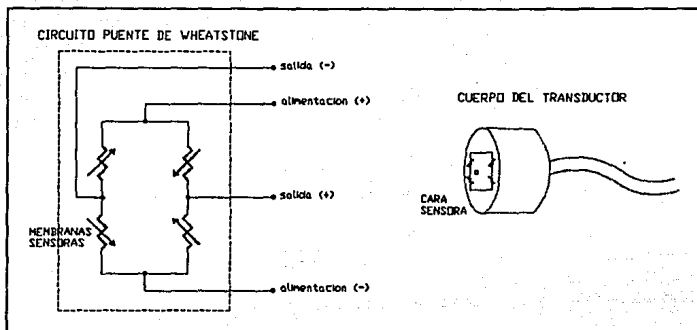 CIRCUITO PUENTE DE WHEATSTONE
salida (-)
alimentacion (+)
salida (+)
MEMBRANAS
SENSORAS
alimentacion (-)
CUERPO DEL TRANSDUCTOR
CARA
SENSORA